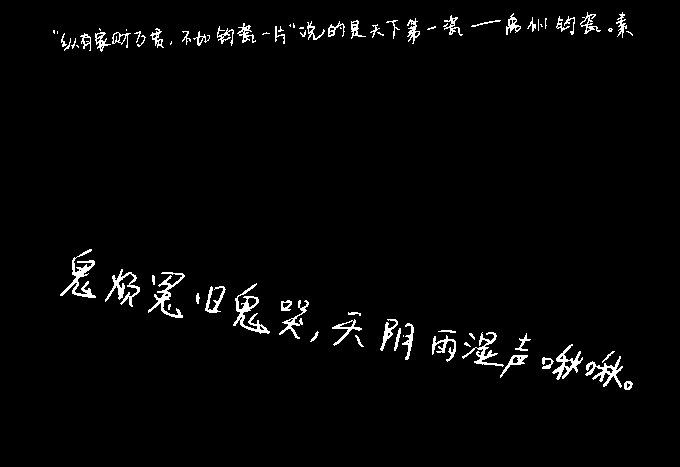 “纵有家财万贯，不如钧瓷一片”说的是天下第一瓷——禹州钧瓷。素
鬼烦冤旧鬼哭，天阴雨湿声啾啾。